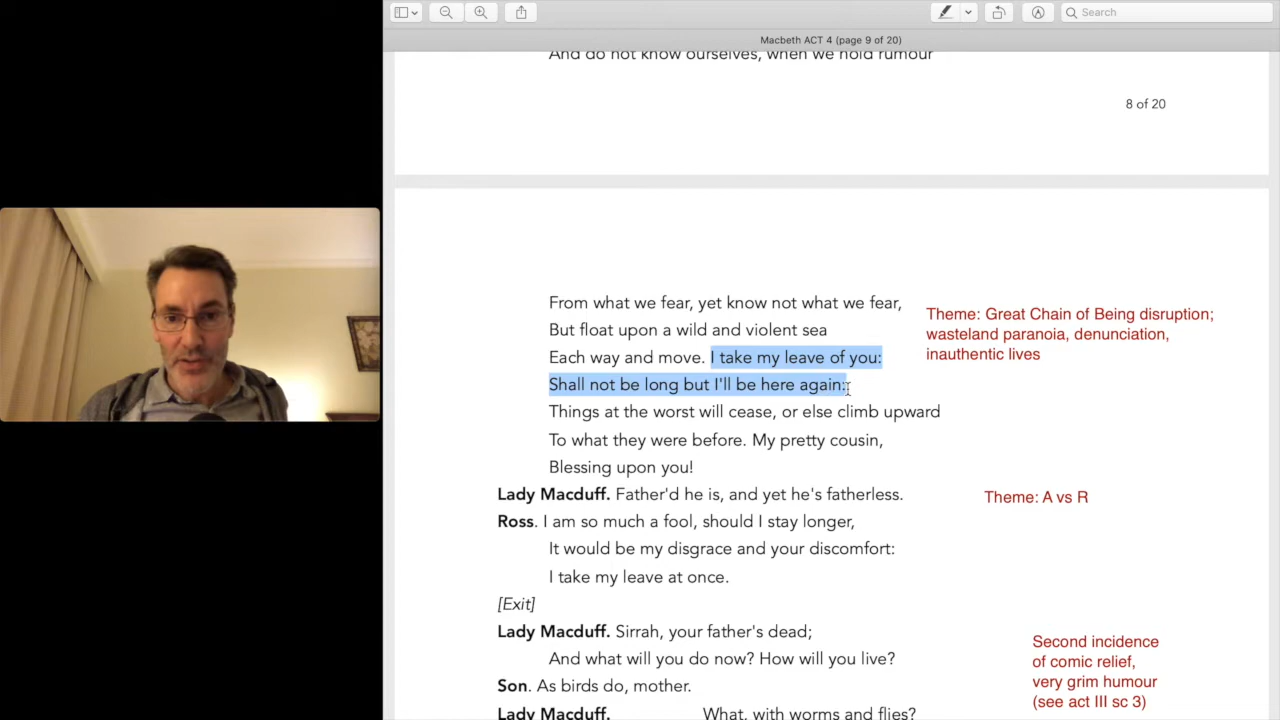 Search
Macbeth ACT 4 (page 9 of 20)
And do not know ourselves, when we hold rumour
8 of 20
From what we fear, yet know not what we fear,
But float upon a wild and violent sea
Each way and move. I take my leave of you:
Shall not be long but I'll be here again:
Things at the worst will cease, or else climb upward
To what they were before. My pretty cousin,
Blessing upon you!
Theme: Great Chain of Being disruption;
wasteland paranoia, denunciation,
inauthentic lives
Lady Macduff. Father'd he is, and yet he's fatherless.
Theme: A vs R
Ross. I am so much a fool, should I stay longer,
It would be my disgrace and your discomfort:
I take my leave at once.
[Exit]
Lady Macduff. Sirrah, your father's dead;
And what will you do now? How will you live?
Son. As birds do, mother.
Lady Macduff. What, with worms and flies?
Second incidence
of comic relief,
very grim humour
(see act III sc 3)